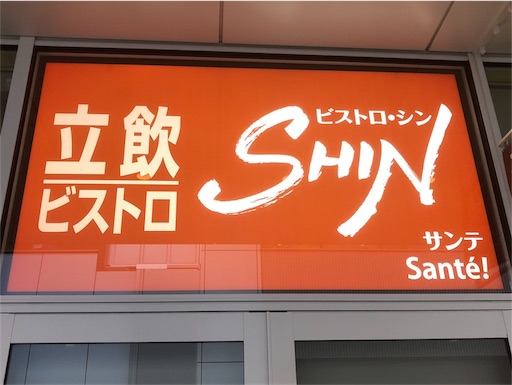 立飲
ビストロ
ビストロ・シン
SHIN
サンテ
Santé!